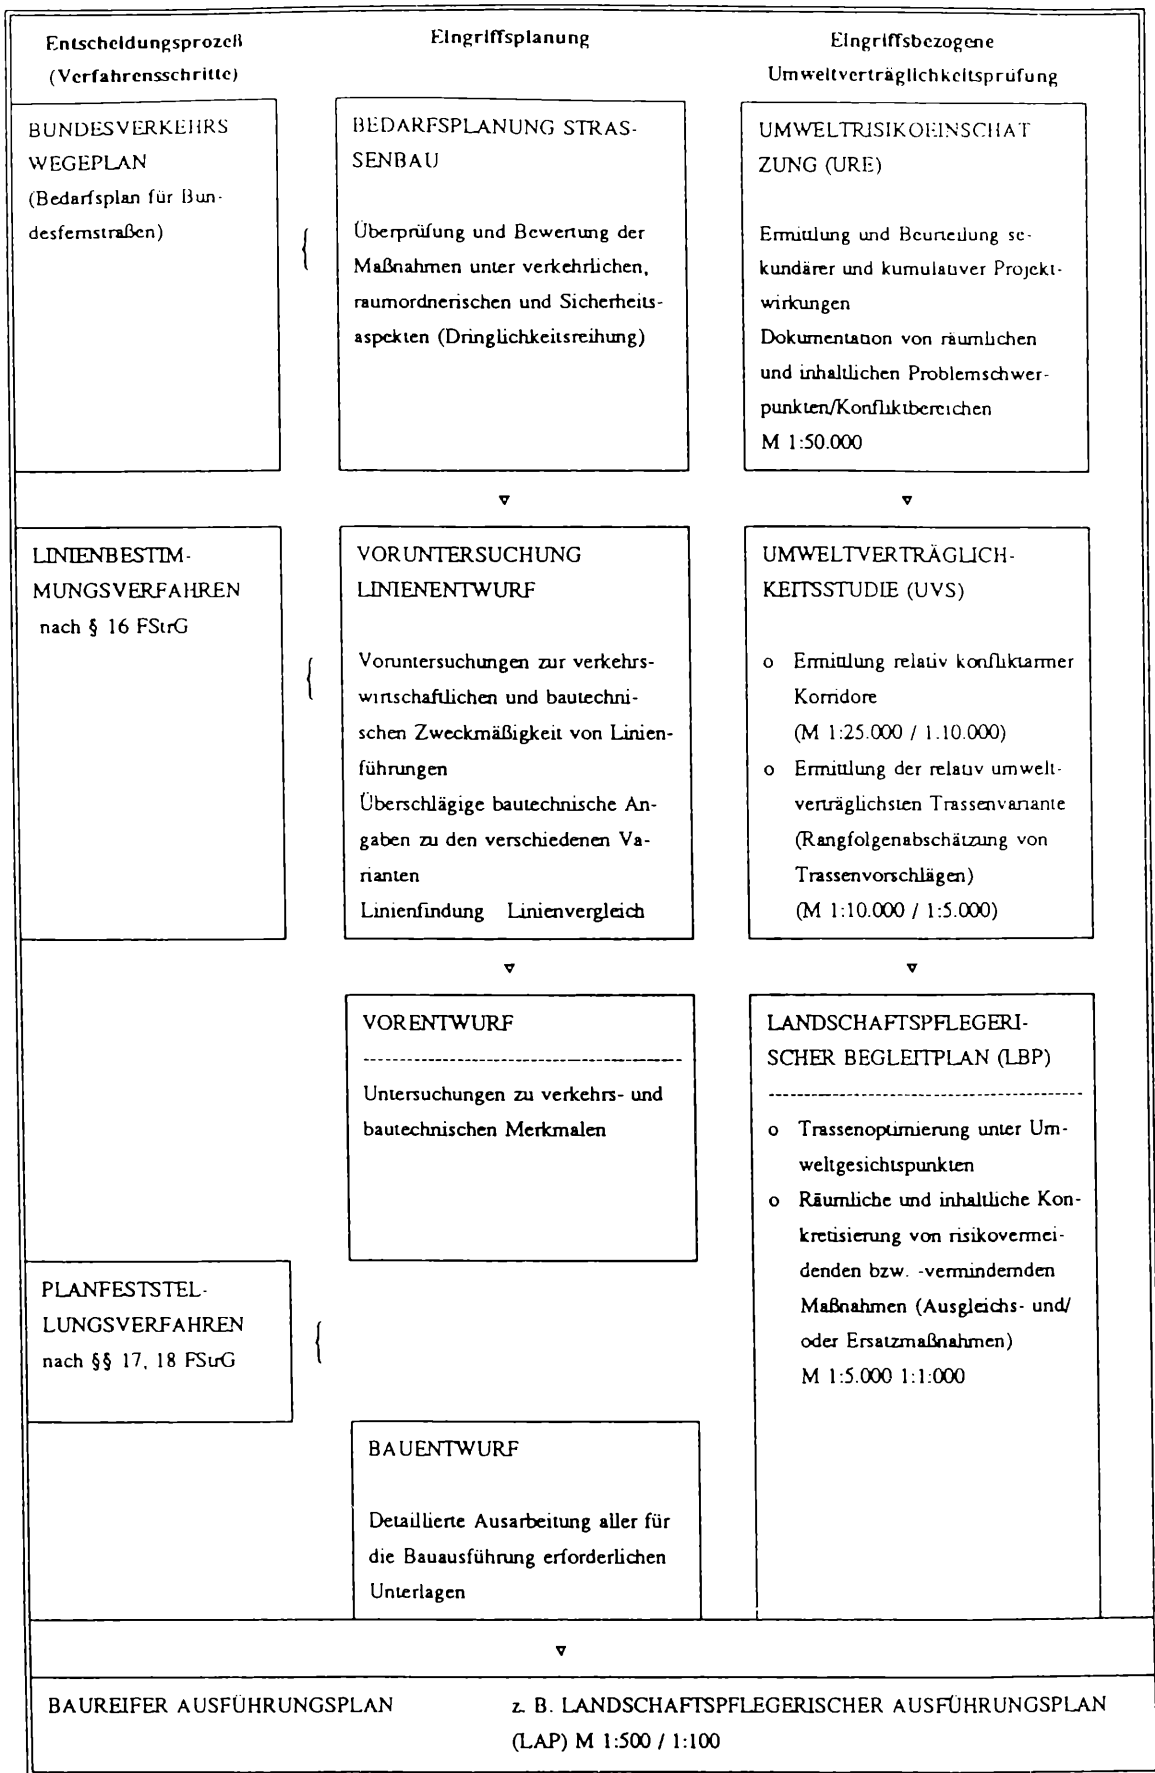 Entscheidungsprozeß
(Verfahrensschritte)
Eingriffsplanung
Eingriffsbezogene
Umweltverträglichkeitsprüfung
BUNDESVERKEHRS
WEGEPLAN
(Bedarfsplan für Bun-
desfernstraßen)
{
BEDARFSPLANUNG STRAS-
SENBAU
Überprüfung und Bewertung der
Maßnahmen unter verkehrlichen,
raumordnerischen und Sicherheits-
aspekten (Dringlichkeitsreihung)
UMWELTRISIKOEINSCHAT
ZUNG (URE)
Ermittlung und Beurteilung se-
kundärer und kumulativer Projekt-
wirkungen
Dokumentation von räumlichen
und inhaltlichen Problemschwer-
punkten/Konfliktbereichen
M 1:50.000
LINIENBESTIM-
MUNGSVERFAHREN
nach § 16 FStrG
{
VORUNTERSUCHUNG
LINIENENTWURF
Voruntersuchungen zur verkehrs-
wirtschaftlichen und bautechni-
schen Zweckmäßigkeit von Linien-
führungen
Überschlägige bautechnische An-
gaben zu den verschiedenen Va-
rianten
Linienfindung Linienvergleich
UMWELTVERTRÄGLICH-
KEITSSTUDIE (UVS)
o Ermittlung relativ konfliktarmer
Korridore
(M 1:25.000 / 1.10.000)
o Ermittlung der relativ umwelt-
verträglichsten Trassenvariante
(Rangfolgenabschätzung von
Trassenvorschlägen)
(M 1:10.000 / 1:5.000)
VORENTWURF
Untersuchungen zu verkehrs- und
bautechnischen Merkmalen
LANDSCHAFTSPFLEGERI-
SCHER BEGLEITPLAN (LBP)
o Trassenoptimierung unter Um-
weltgesichtspunkten
o Räumliche und inhaltliche Kon-
kretisierung von risikovermei-
denden bzw. -vermindernden
Maßnahmen (Ausgleichs- und/
oder Ersatzmaßnahmen)
M 1:5.000 1:1:000
PLANFESTSTEL-
LUNGSVERFAHREN
nach §§ 17, 18 FStrG
{
BAUENTWURF
Detaillierte Ausarbeitung aller für
die Bauausführung erforderlichen
Unterlagen
BAUREIFER AUSFÜHRUNGSPLAN
z. B. LANDSCHAFTSPFLEGERISCHER AUSFÜHRUNGSPLAN
(LAP) M 1:500 / 1:100